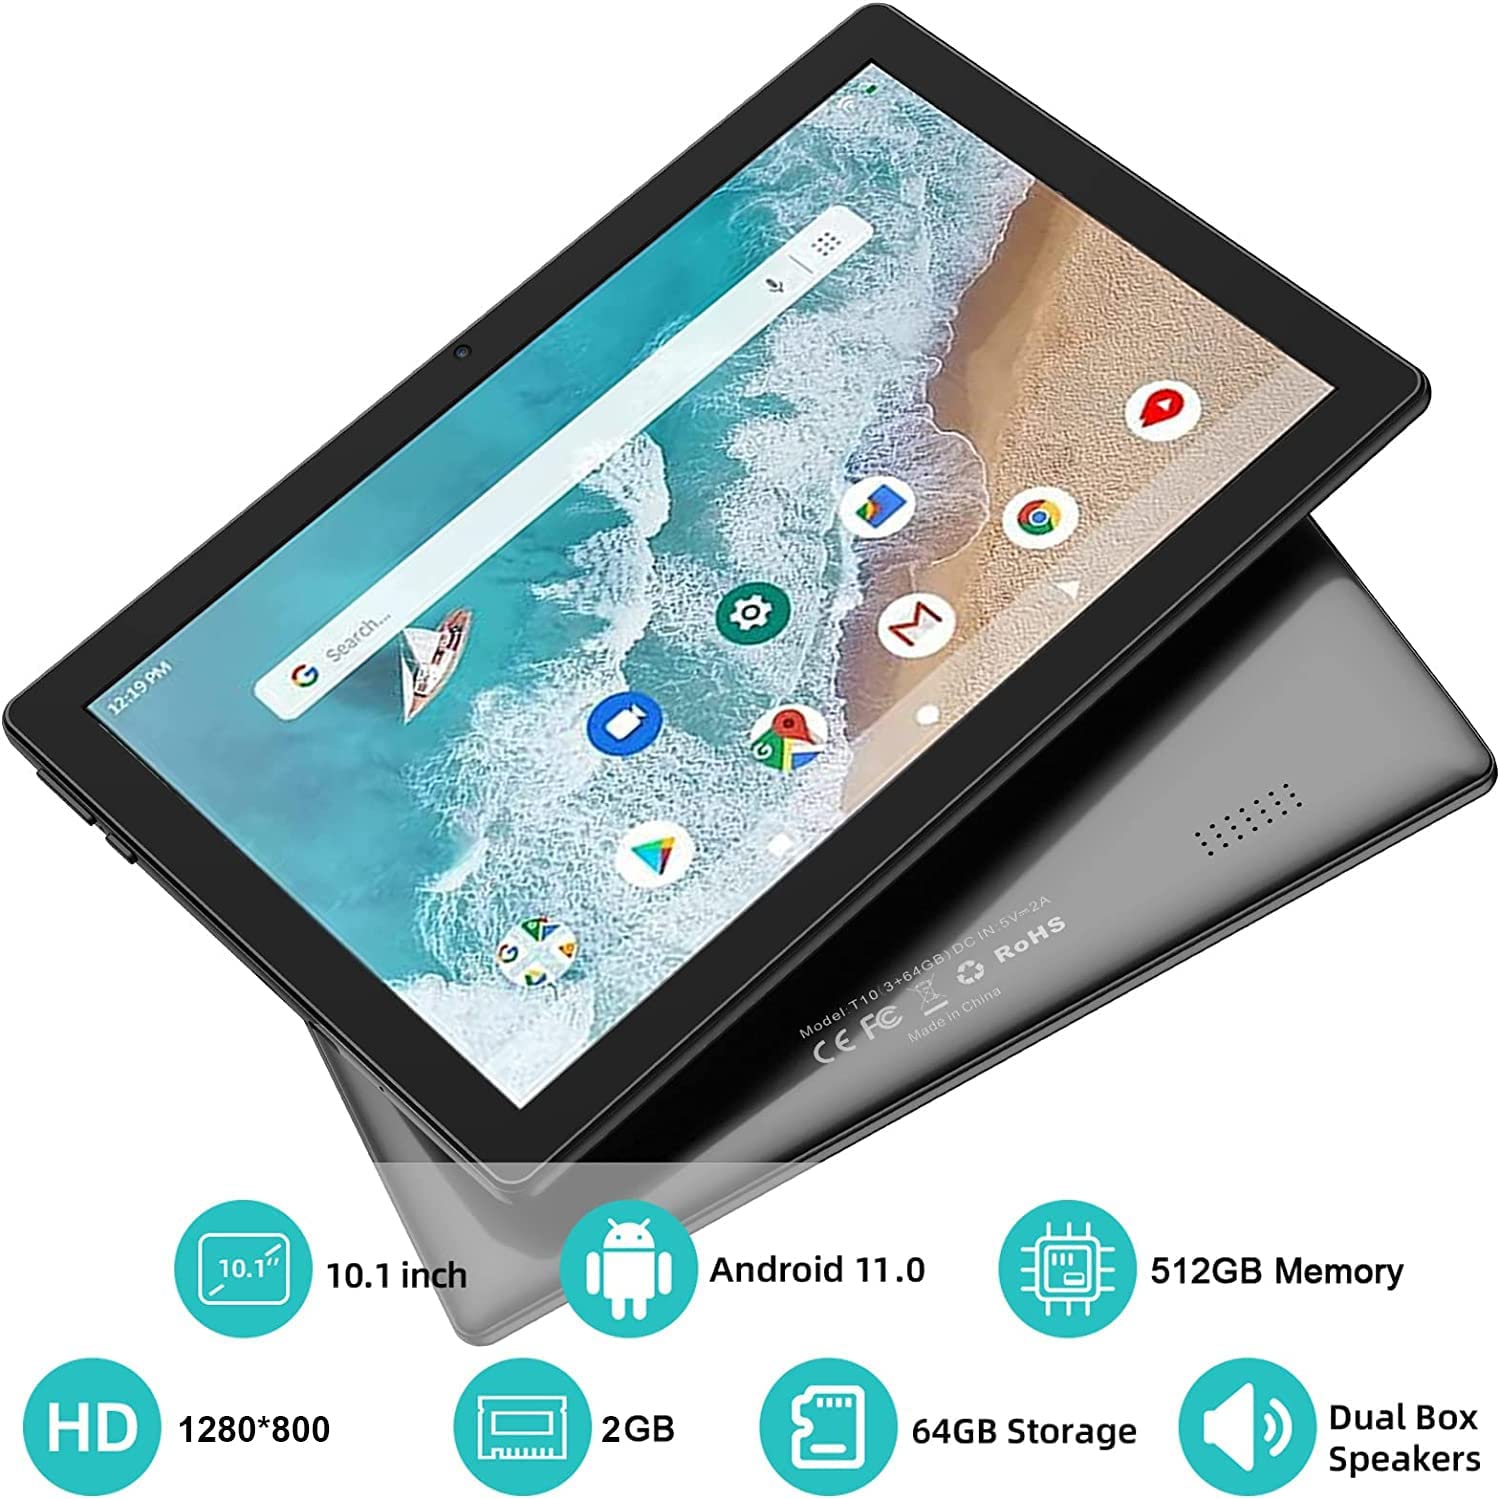 12:19 PM
G Search...
Model:T10(3+64GB)DC IN:5V⎓2A
CE FC RoHS
Made in China
10.1″
10.1 inch
Android 11.0
512GB Memory
HD
1280*800
2GB
64GB Storage
Dual Box
Speakers